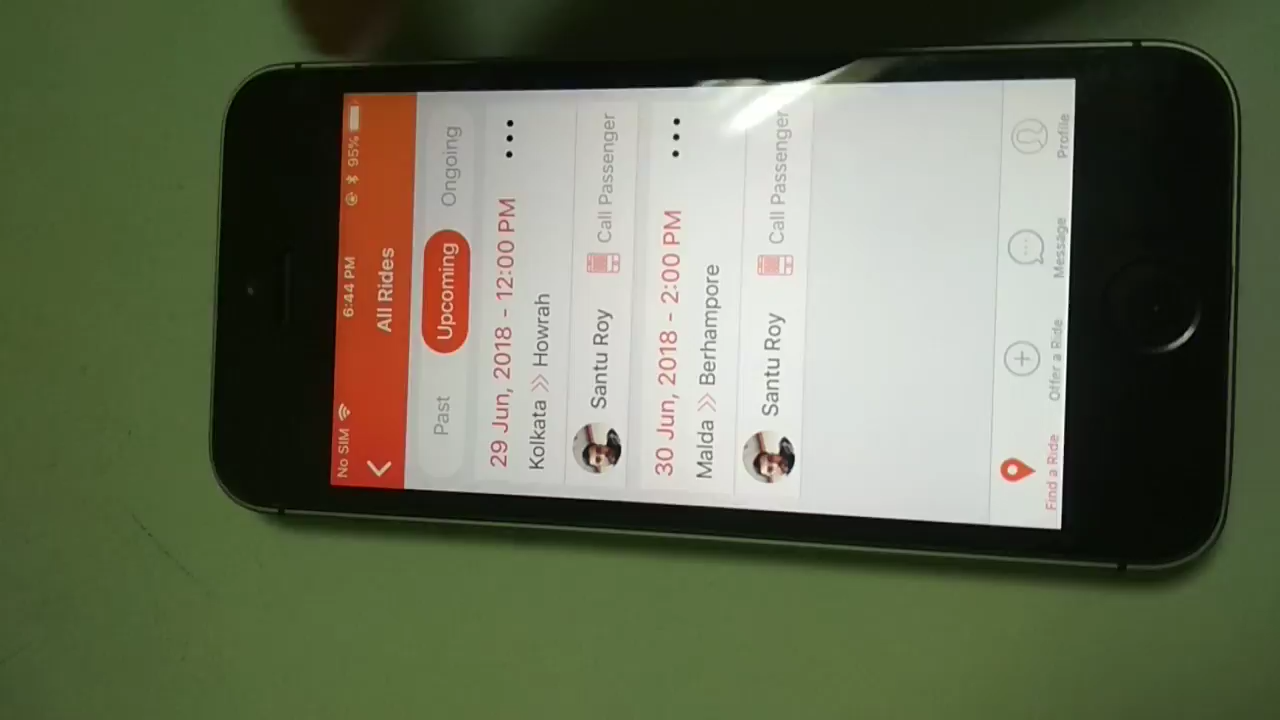 No SIM 6:44 PM 95%
All Rides
Past Upcoming Ongoing
29 Jun, 2018 - 12:00 PM
Kolkata >> Howrah
Santu Roy Call Passenger
30 Jun, 2018 - 2:00 PM
Malda >> Berhampore
Santu Roy Call Passenger
Find a Ride Offer a Ride Message Profile